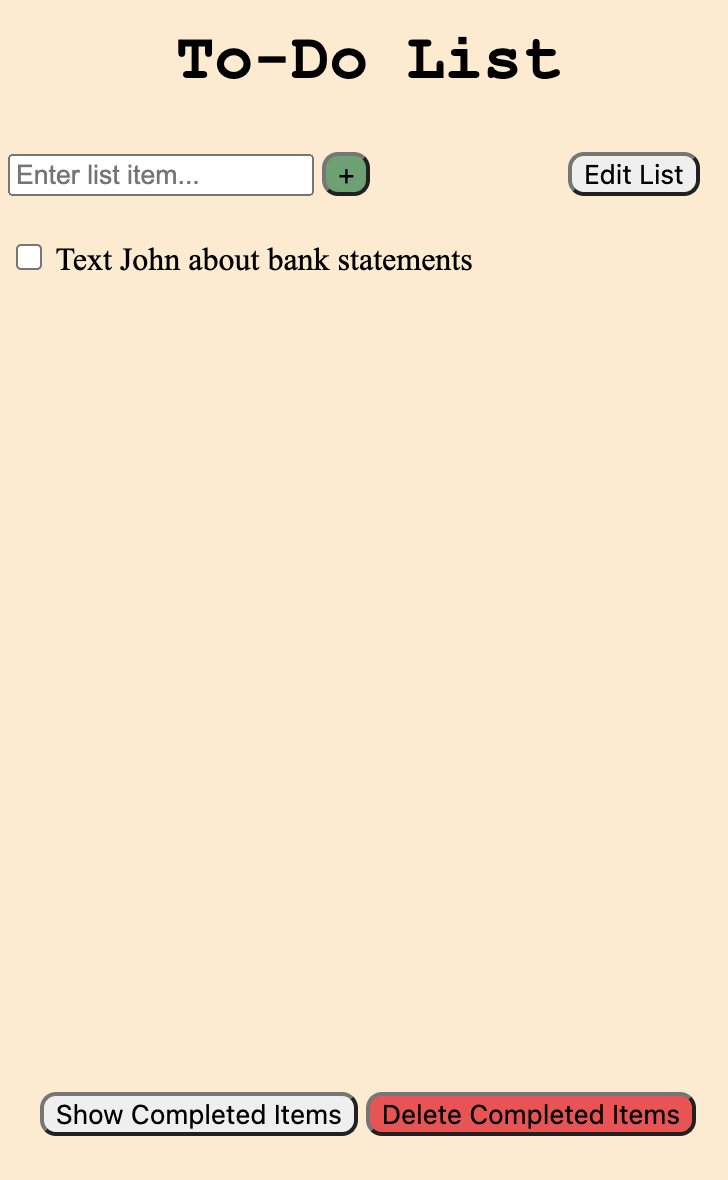 To-Do List
Enter list item... + Edit List
Text John about bank statements
Show Completed Items Delete Completed Items